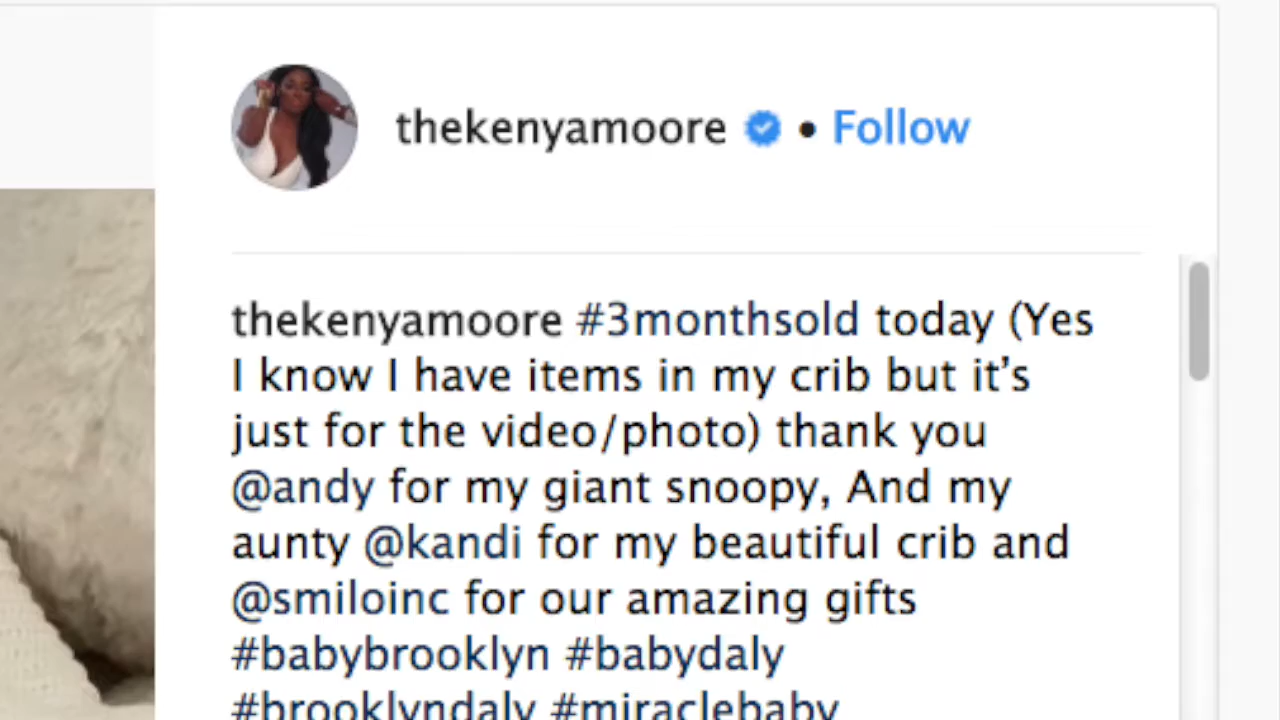 thekenyamoore • Follow
thekenyamoore #3monthsold today (Yes
I know I have items in my crib but it’s
just for the video/photo) thank you
@andy for my giant snoopy, And my
aunty @kandi for my beautiful crib and
@smiloinc for our amazing gifts
#babybrooklyn #babydaly
#brooklyndaly #miraclebaby